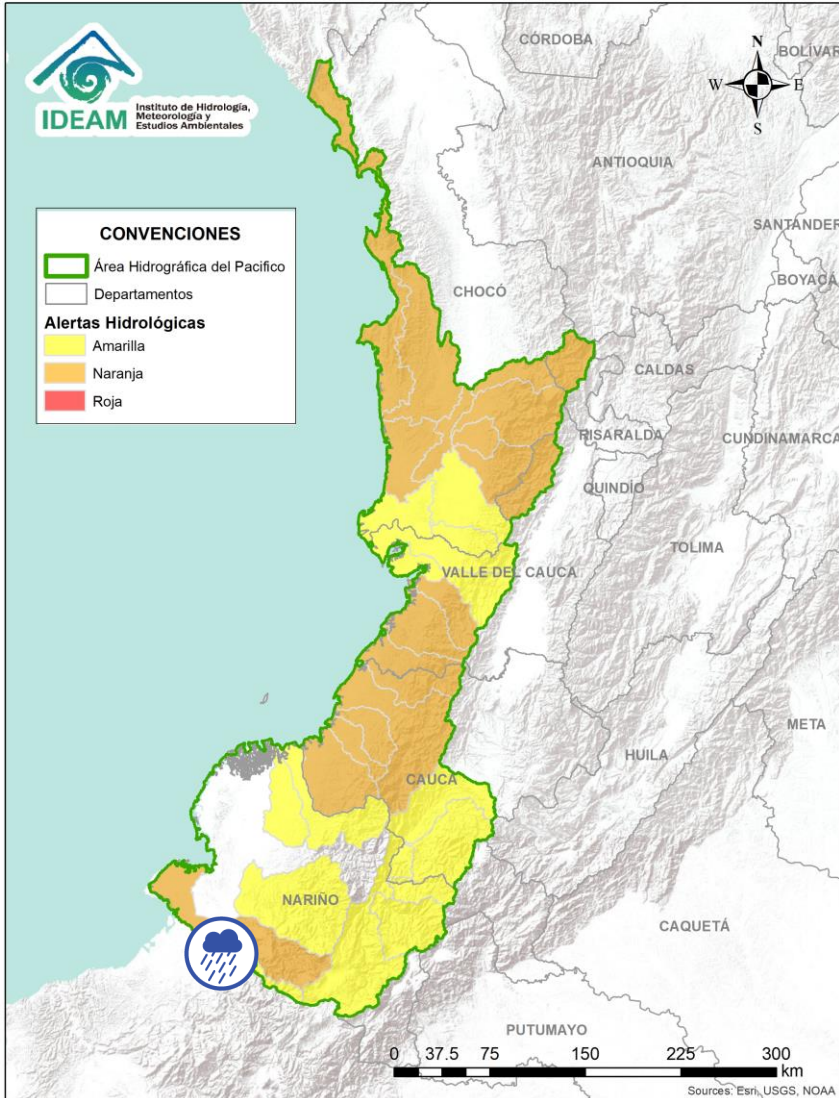 IDEAM
Instituto de Hidrología,
Meteorología y
Estudios Ambientales
CÓRDOBA
BOLÍVAR
N
W
E
S
ANTIOQUIA
SANTANDER
BOYACÁ
CONVENCIONES
Área Hidrográfica del Pacifico
Departamentos
Alertas Hidrológicas
Amarilla
Naranja
Roja
CHOCÓ
CALDAS
RISARALDA
CUNDINAMARCA
QUINDÍO
TOLIMA
VALLE DEL CAUCA
META
HUILA
CAUCA
NARIÑO
CAQUETÁ
PUTUMAYO
0 37.5 75 150 225 300
km
Sources: Esri, USGS, NOAA